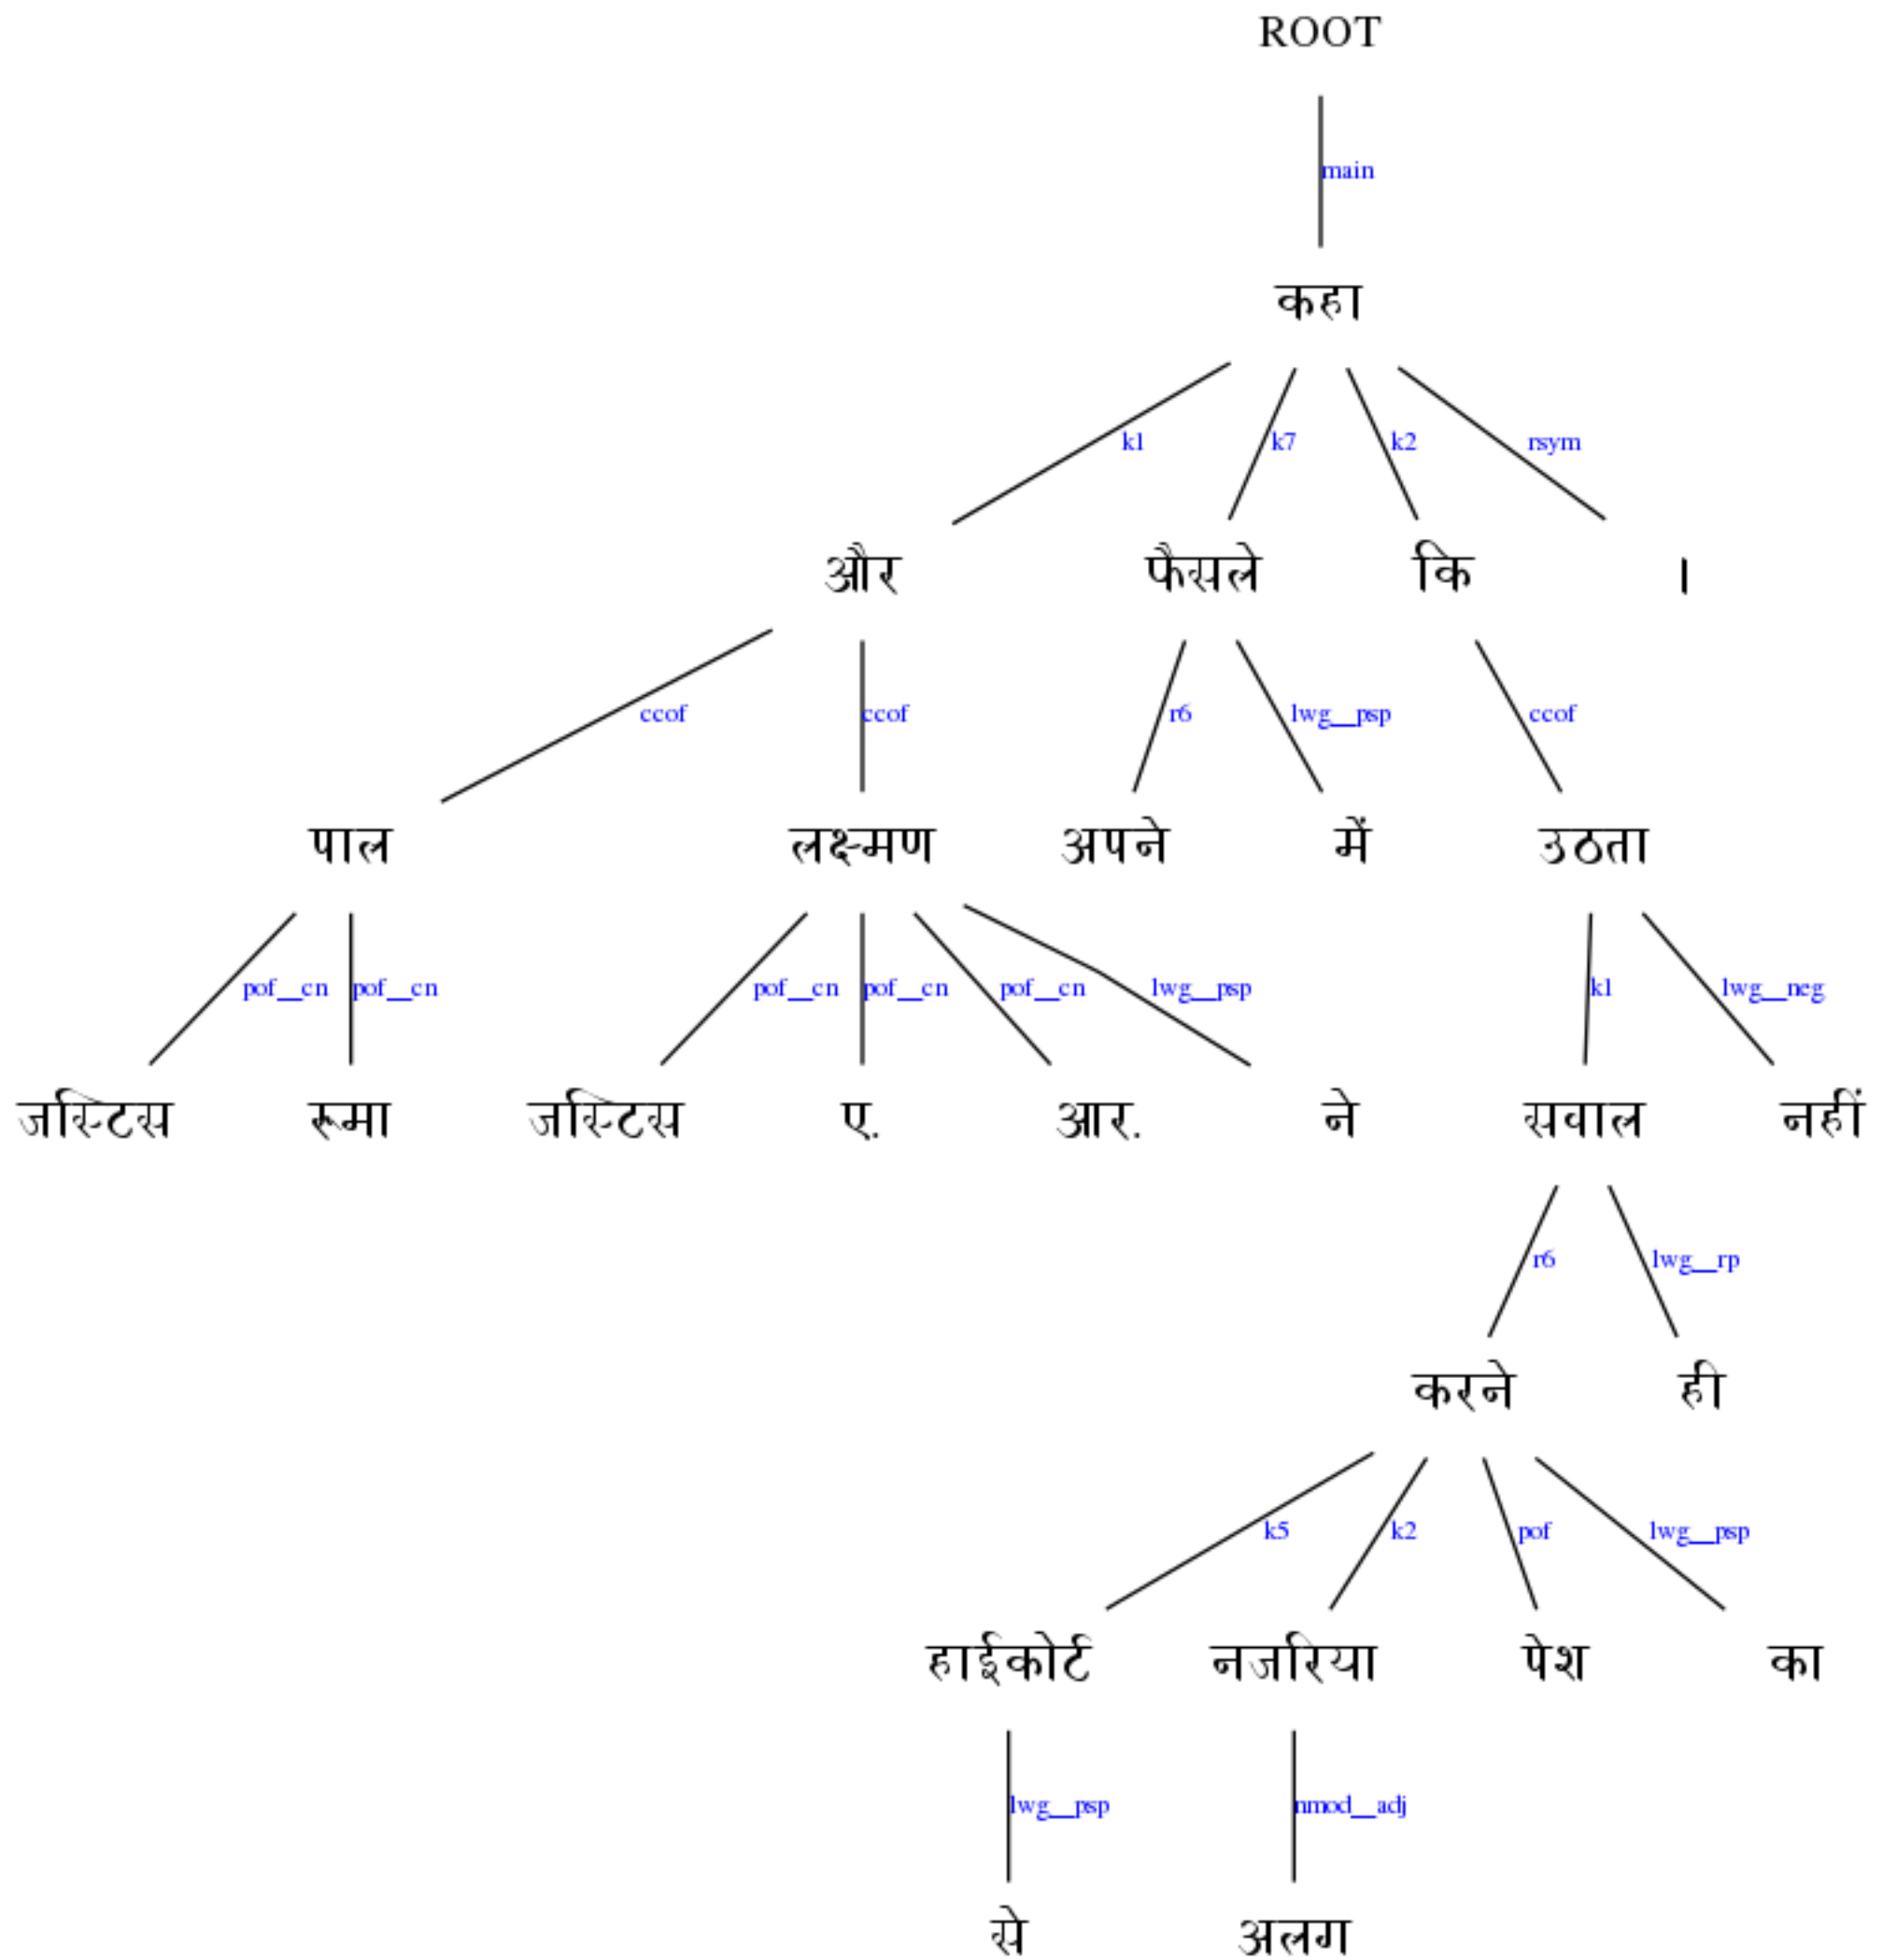 ROOT
main
कहा
k1 k7 k2 rsym
और फैसले कि ।
ccof ccof r6 lwg__psp ccof
पाल लक्ष्मण अपने में उठता
pof__cn pof__cn pof__cn pof__cn pof__cn lwg__psp k1 lwg__neg
जस्टिस रूमा जस्टिस ए. आर. ने सवाल नहीं
r6 lwg__rp
करने ही
k5 k2 pof lwg__psp
हाईकोर्ट नजरिया पेश का
lwg__psp nmod__adj
से अलग